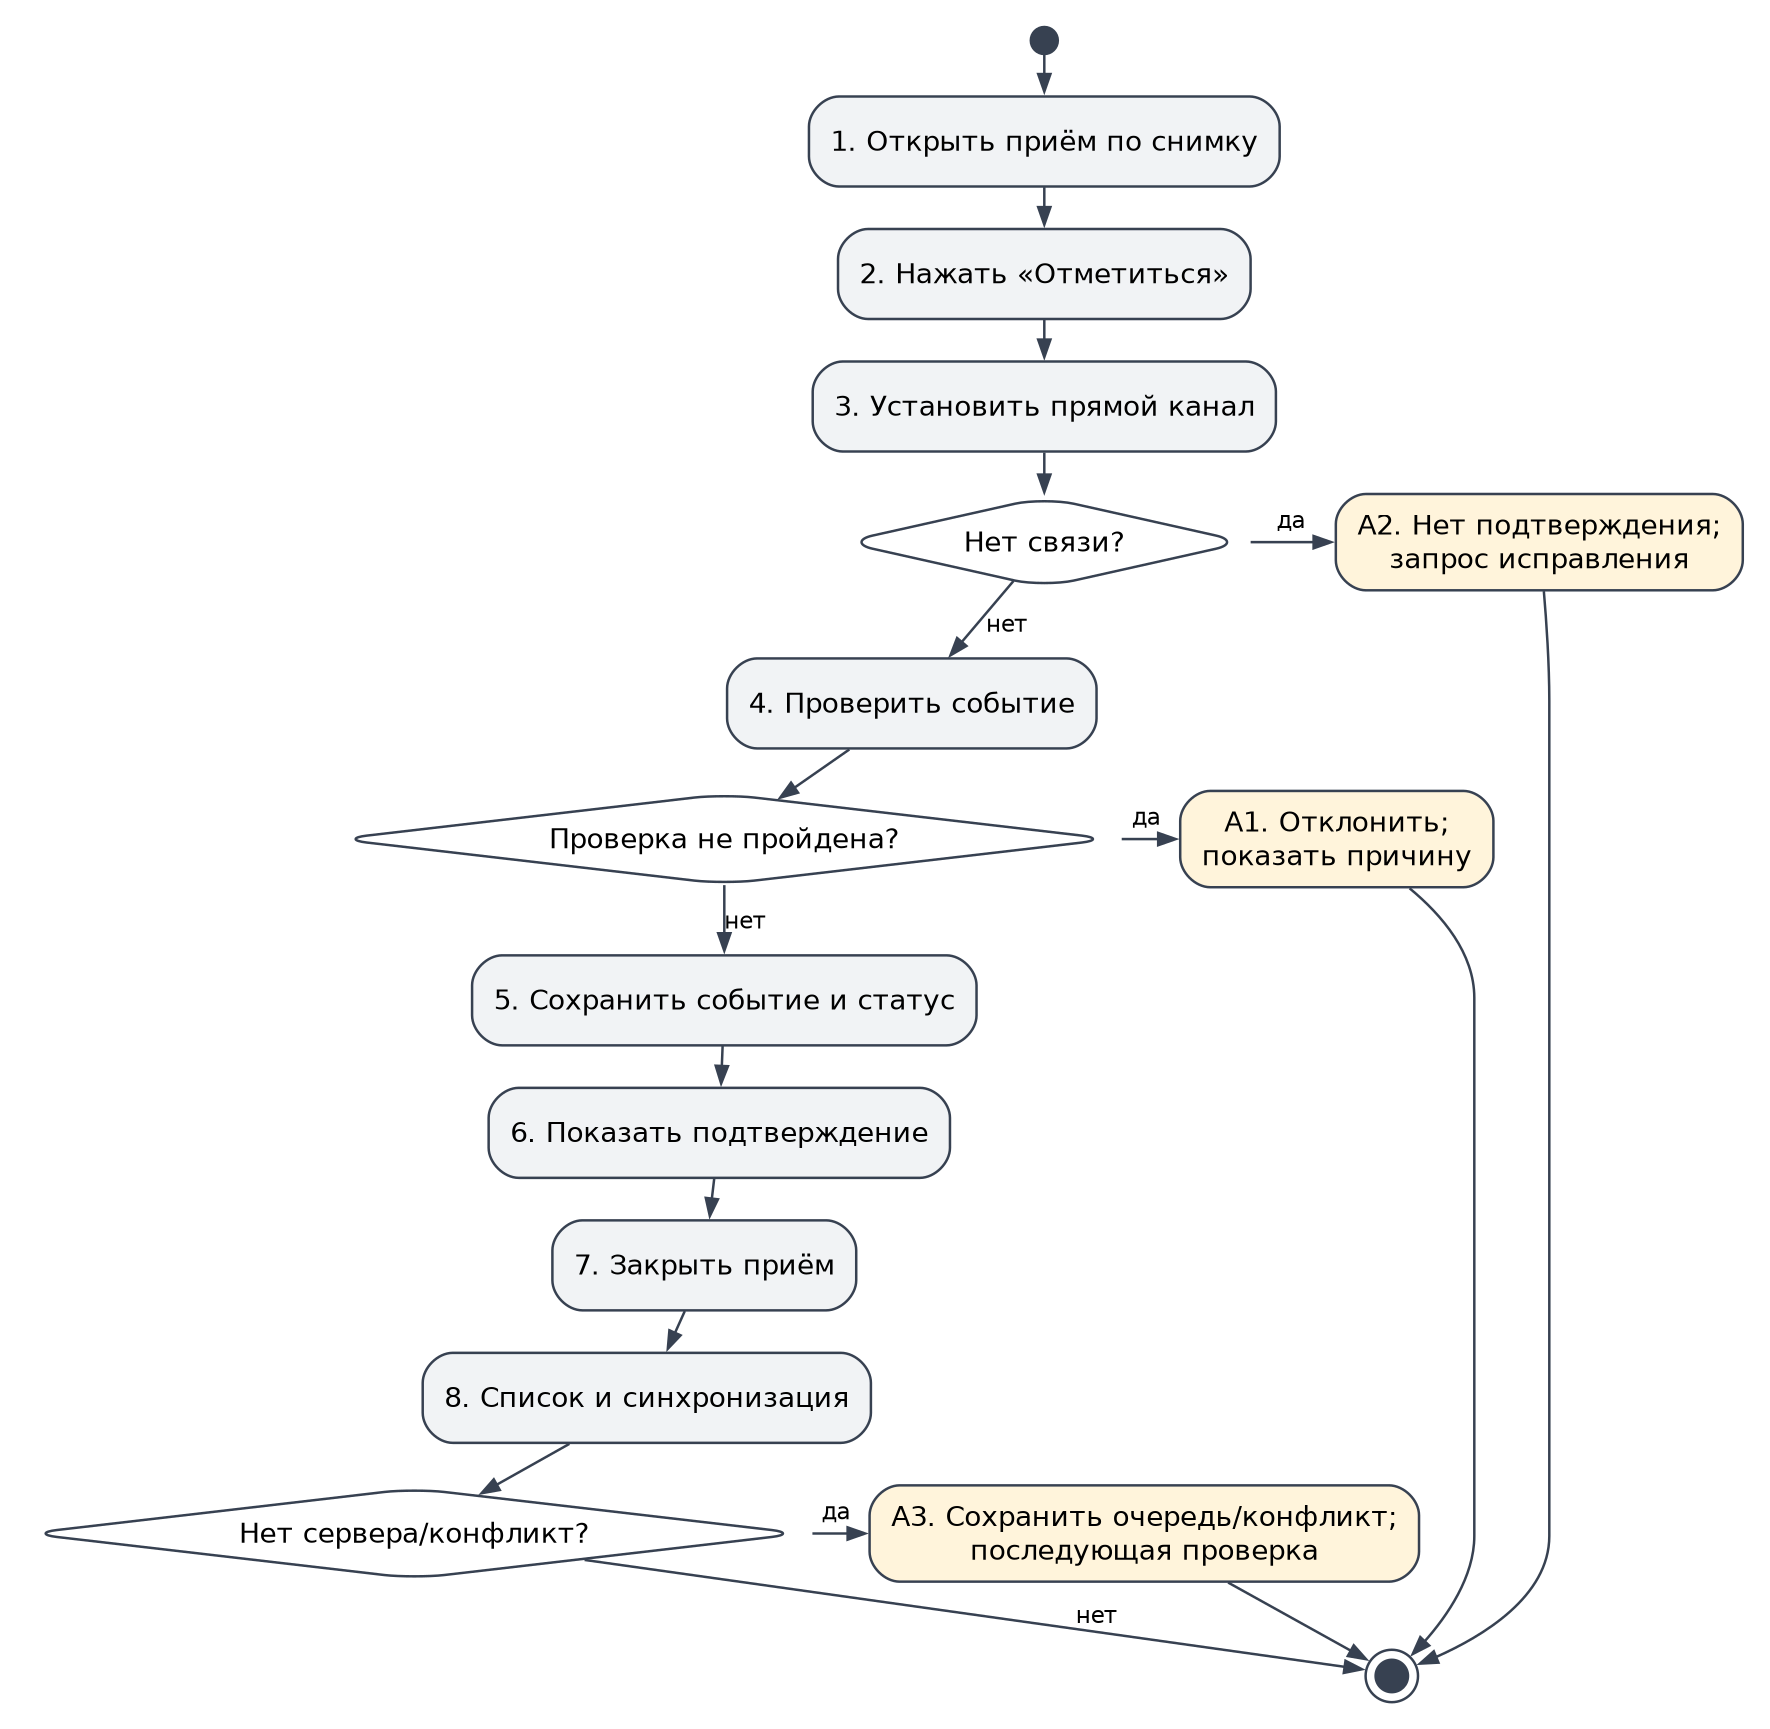 1. Открыть приём по снимку
2. Нажать «Отметиться»
3. Установить прямой канал
Нет связи?
да
A2. Нет подтверждения;
запрос исправления
нет
4. Проверить событие
Проверка не пройдена?
да
A1. Отклонить;
показать причину
нет
5. Сохранить событие и статус
6. Показать подтверждение
7. Закрыть приём
8. Список и синхронизация
Нет сервера/конфликт?
да
A3. Сохранить очередь/конфликт;
последующая проверка
нет